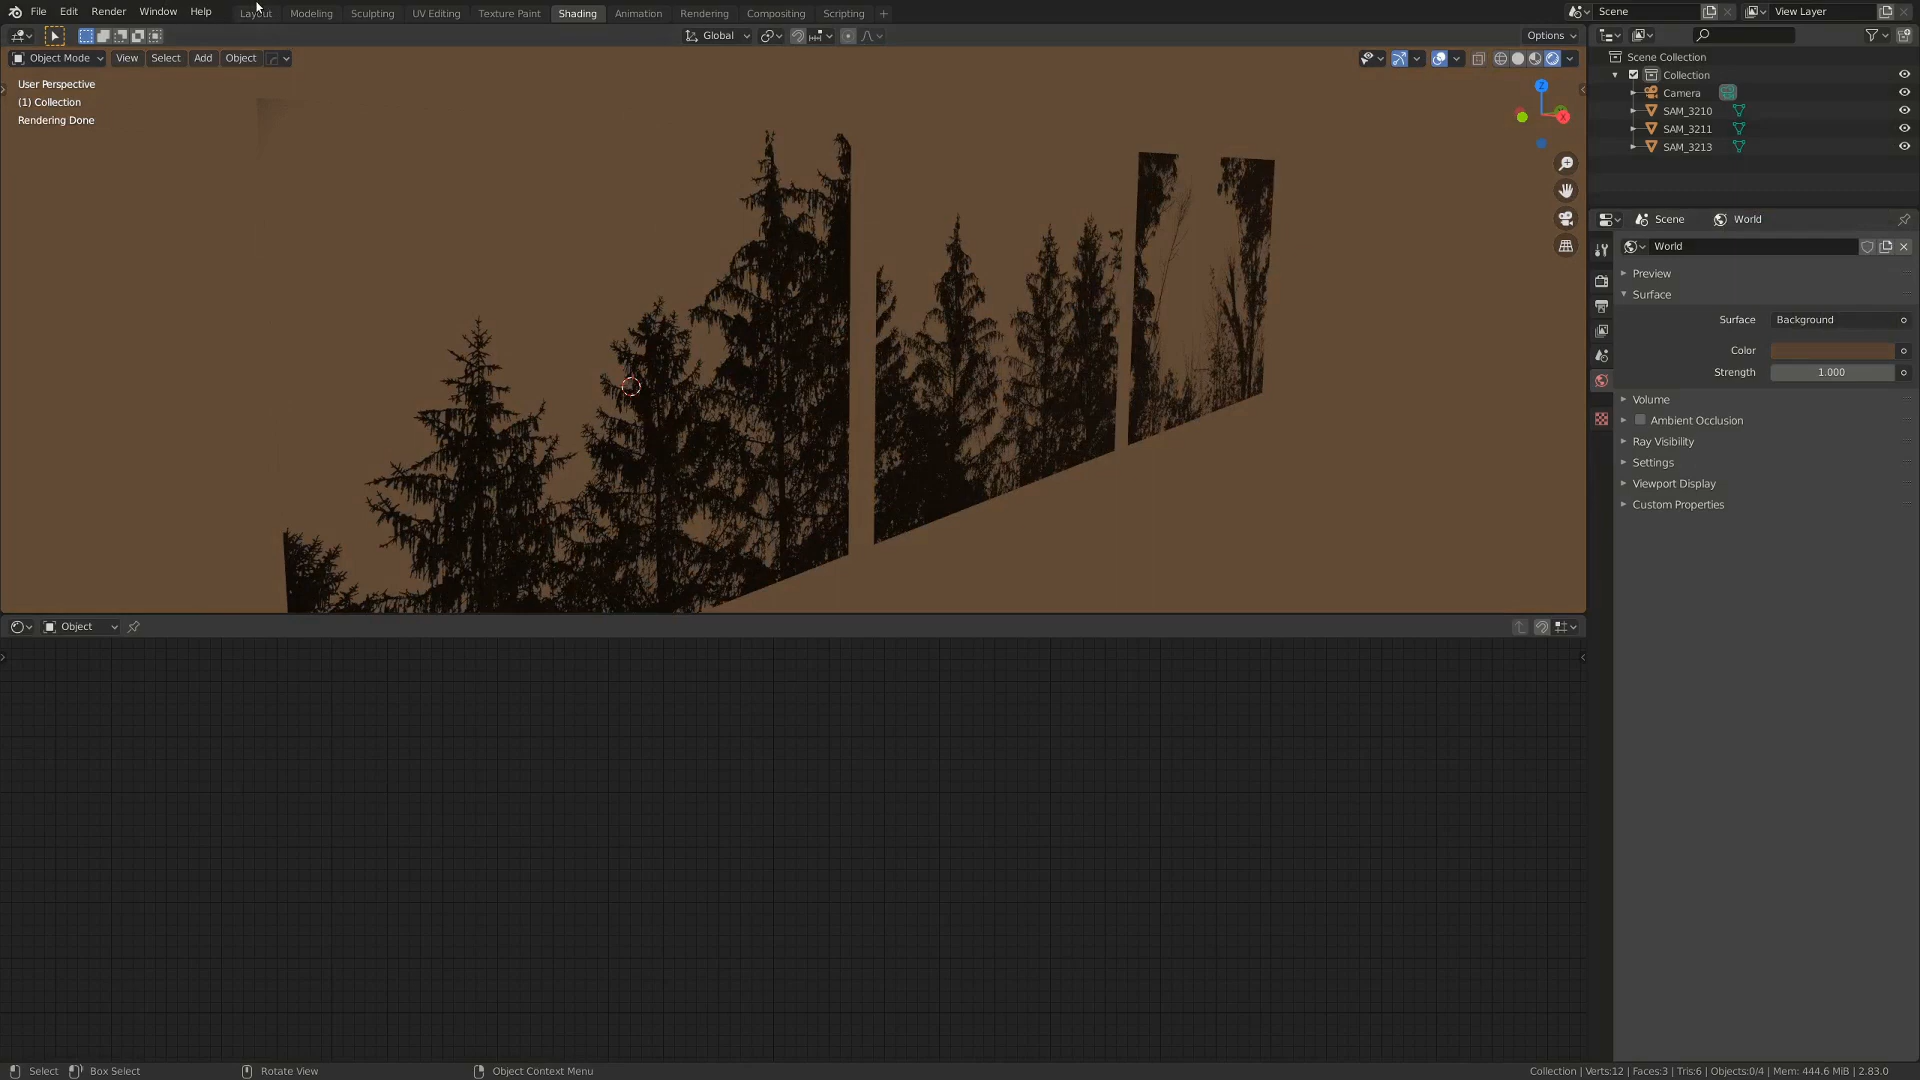 File Edit Render Window Help Layout Modeling Sculpting UV Editing Texture Paint Shading Animation Rendering Compositing Scripting + Scene View Layer
Global Options
Object Mode View Select Add Object
User Perspective
(1) Collection
Rendering Done
Z
X
Scene Collection
Collection
Camera
SAM_3210
SAM_3211
SAM_3213
Scene World
World
Preview
Surface
Surface Background
Color
Strength 1.000
Volume
Ambient Occlusion
Ray Visibility
Settings
Viewport Display
Custom Properties
Object
Select Box Select Rotate View Object Context Menu Collection | Verts:12 | Faces:3 | Tris:6 | Objects:0/4 | Mem: 444.6 MiB | 2.83.0